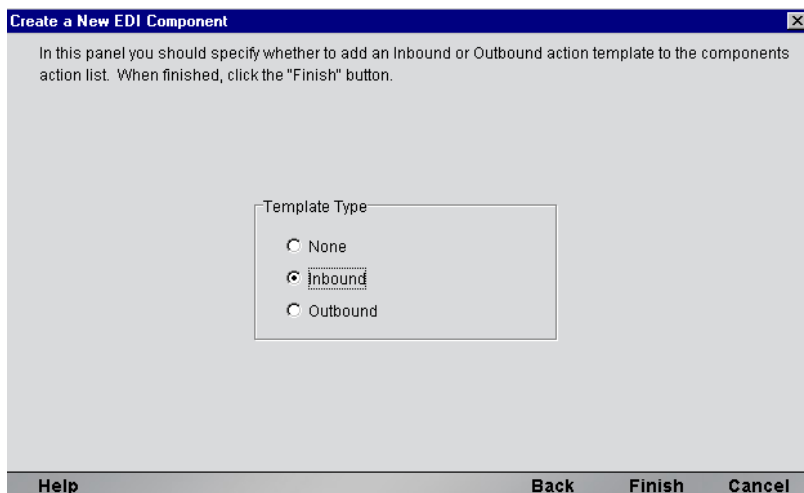 Create a New EDI Component
In this panel you should specify whether to add an Inbound or Outbound action template to the components
action list. When finished, click the "Finish" button.
Template Type
None
Inbound
Outbound
Help Back Finish Cancel